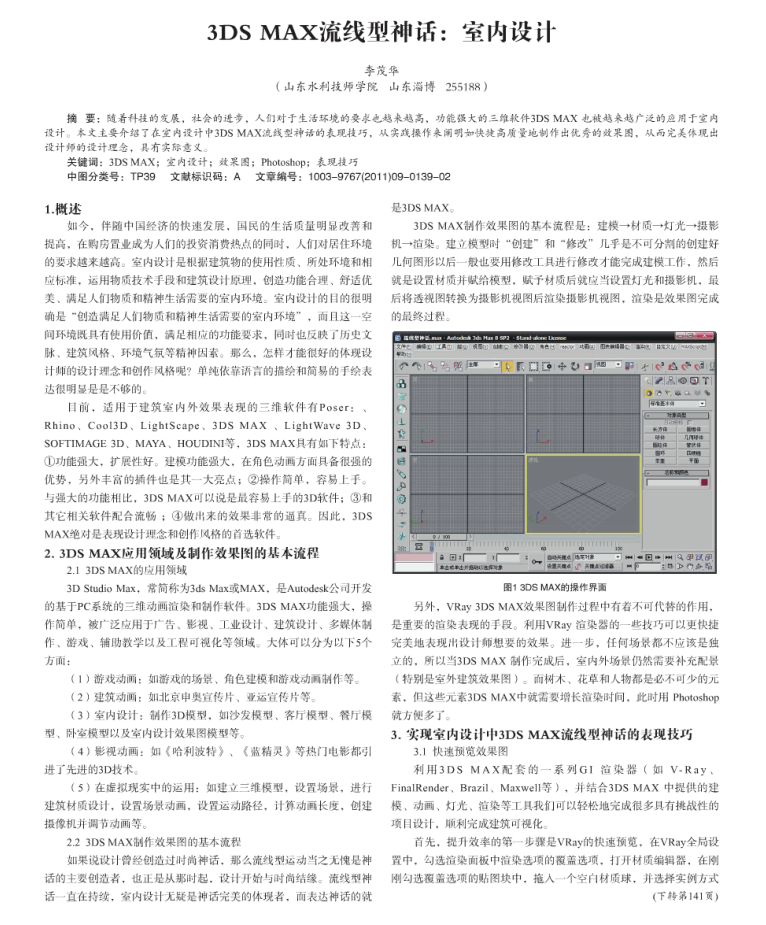 3DS MAX流线型神话：室内设计
李茂华
（山东水利技师学院 山东淄博 255188）
摘 要：随着科技的发展，社会的进步，人们对于生活环境的要求也越来越高，功能强大的三维软件3DS MAX 也被越来越广泛的应用于室内
设计。本文主要介绍了在室内设计中3DS MAX流线型神话的表现技巧，从实践操作来阐明如快捷高质量地制作出优秀的效果图，从而完美体现出
设计师的设计理念，具有实际意义。
关键词：3DS MAX；室内设计；效果图；Photoshop；表现技巧
中图分类号：TP39 文献标识码：A 文章编号：1003-9767(2011)09-0139-02
1.概述
如今，伴随中国经济的快速发展，国民的生活质量明显改善和
提高，在购房置业成为人们的投资消费热点的同时，人们对居住环境
的要求越来越高。室内设计是根据建筑物的使用性质、所处环境和相
应标准，运用物质技术手段和建筑设计原理，创造功能合理、舒适优
美、满足人们物质和精神生活需要的室内环境。室内设计的目的很明
确是“创造满足人们物质和精神生活需要的室内环境”，而且这一空
间环境既具有使用价值，满足相应的功能要求，同时也反映了历史文
脉、建筑风格、环境气氛等精神因素。那么，怎样才能很好的体现设
计师的设计理念和创作风格呢？单纯依靠语言的描绘和简易的手绘表
达很明显是是不够的。
目前，适用于建筑室内外效果表现的三维软件有Poser：、
Rhino、Cool3D、LightScape、3DS MAX 、LightWave 3D、
SOFTIMAGE 3D、MAYA、HOUDINI等，3DS MAX具有如下特点：
①功能强大，扩展性好。建模功能强大，在角色动画方面具备很强的
优势，另外丰富的插件也是其一大亮点；②操作简单，容易上手。
与强大的功能相比，3DS MAX可以说是最容易上手的3D软件；③和
其它相关软件配合流畅 ；④做出来的效果非常的逼真。因此，3DS
MAX绝对是表现设计理念和创作风格的首选软件。
2. 3DS MAX应用领域及制作效果图的基本流程
2.1 3DS MAX的应用领域
3D Studio Max，常简称为3ds Max或MAX，是Autodesk公司开发
的基于PC系统的三维动画渲染和制作软件。3DS MAX功能强大，操
作简单，被广泛应用于广告、影视、工业设计、建筑设计、多媒体制
作、游戏、辅助教学以及工程可视化等领域。大体可以分为以下5个
方面：
（1）游戏动画：如游戏的场景、角色建模和游戏动画制作等。
（2）建筑动画：如北京申奥宣传片、亚运宣传片等。
（3）室内设计：制作3D模型，如沙发模型、客厅模型、餐厅模
型、卧室模型以及室内设计效果图模型等。
（4）影视动画：如《哈利波特》、《蓝精灵》等热门电影都引
进了先进的3D技术。
（5）在虚拟现实中的运用：如建立三维模型，设置场景，进行
建筑材质设计，设置场景动画，设置运动路径，计算动画长度，创建
摄像机并调节动画等。
2.2 3DS MAX制作效果图的基本流程
如果说设计曾经创造过时尚神话，那么流线型运动当之无愧是神
话的主要创造者，也正是从那时起，设计开始与时尚结缘。流线型神
话一直在持续，室内设计无疑是神话完美的体现者，而表达神话的就
是3DS MAX。
3DS MAX制作效果图的基本流程是：建模→材质→灯光→摄影
机→渲染。建立模型时“创建”和“修改”几乎是不可分割的创建好
几何图形以后一般也要用修改工具进行修改才能完成建模工作，然后
就是设置材质并赋给模型，赋予材质后就应当设置灯光和摄影机，最
后将透视图转换为摄影机视图后渲染摄影机视图，渲染是效果图完成
的最终过程。
流线型神话.max - Autodesk 3ds Max 8 SP2 - Stand-alone License
图1 3DS MAX的操作界面
另外，VRay 3DS MAX效果图制作过程中有着不可代替的作用，
是重要的渲染表现的手段。利用VRay 渲染器的一些技巧可以更快捷
完美地表现出设计师想要的效果。进一步，任何场景都不应该是独
立的，所以当3DS MAX 制作完成后，室内外场景仍然需要补充配景
（特别是室外建筑效果图）。而树木、花草和人物都是必不可少的元
素，但这些元素3DS MAX中就需要增长渲染时间，此时用 Photoshop
就方便多了。
3. 实现室内设计中3DS MAX流线型神话的表现技巧
3.1 快速预览效果图
利用3DS MAX配套的一系列GI 渲染器（如 V-Ray、
FinalRender、Brazil、Maxwell等），并结合3DS MAX 中提供的建
模、动画、灯光、渲染等工具我们可以轻松地完成很多具有挑战性的
项目设计，顺利完成建筑可视化。
首先，提升效率的第一步骤是VRay的快速预览，在VRay全局设
置中，勾选渲染面板中渲染选项的覆盖选项，打开材质编辑器，在刚
刚勾选覆盖选项的贴图块中，拖入一个空白材质球，并选择实例方式
(下转第141页)